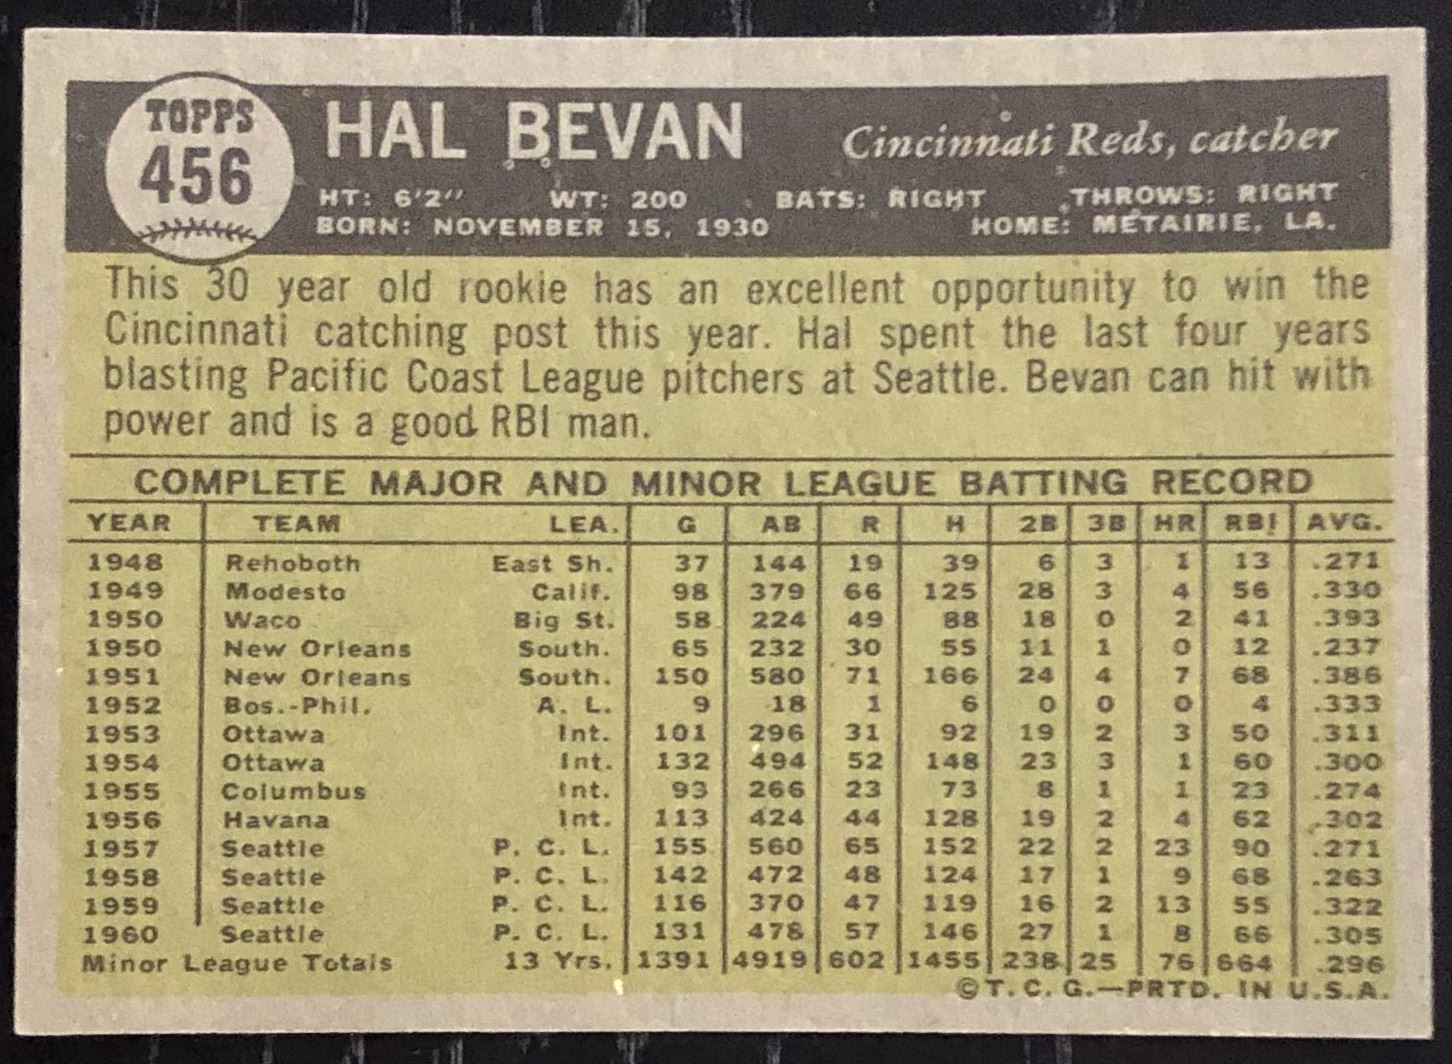 TOPPS
456
HAL BEVAN
Cincinnati Reds, catcher
HT: 6'2" WT: 200 BATS: RIGHT THROWS: RIGHT
BORN: NOVEMBER 15, 1930 HOME: METAIRIE, LA.
This 30 year old rookie has an excellent opportunity to win the
Cincinnati catching post this year. Hal spent the last four years
blasting Pacific Coast League pitchers at Seattle. Bevan can hit with
power and is a good RBI man.
COMPLETE MAJOR AND MINOR LEAGUE BATTING RECORD
YEAR TEAM LEA. G AB R H 2B 3B HR RBI AVG.
1948 Rehoboth East Sh. 37 144 19 39 6 3 1 13 .271
1949 Modesto Calif. 98 379 66 125 28 3 4 56 .330
1950 Waco Big St. 58 224 49 88 18 0 2 41 .393
1950 New Orleans South. 65 232 30 55 11 1 0 12 .237
1951 New Orleans South. 150 580 71 166 24 4 7 68 .386
1952 Bos.-Phil. A. L. 9 18 1 6 0 0 0 4 .333
1953 Ottawa Int. 101 296 31 92 19 2 3 50 .311
1954 Ottawa Int. 132 494 52 148 23 3 1 60 .300
1955 Columbus Int. 93 266 23 73 8 1 1 23 .274
1956 Havana Int. 113 424 44 128 19 2 4 62 .302
1957 Seattle P. C. L. 155 560 65 152 22 2 23 90 .271
1958 Seattle P. C. L. 142 472 48 124 17 1 9 68 .263
1959 Seattle P. C. L. 116 370 47 119 16 2 13 55 .322
1960 Seattle P. C. L. 131 478 57 146 27 1 8 66 .305
Minor League Totals 13 Yrs. 1391 4919 602 1455 238 25 76 664 .296
©T. C. G.—PRTD. IN U.S.A.